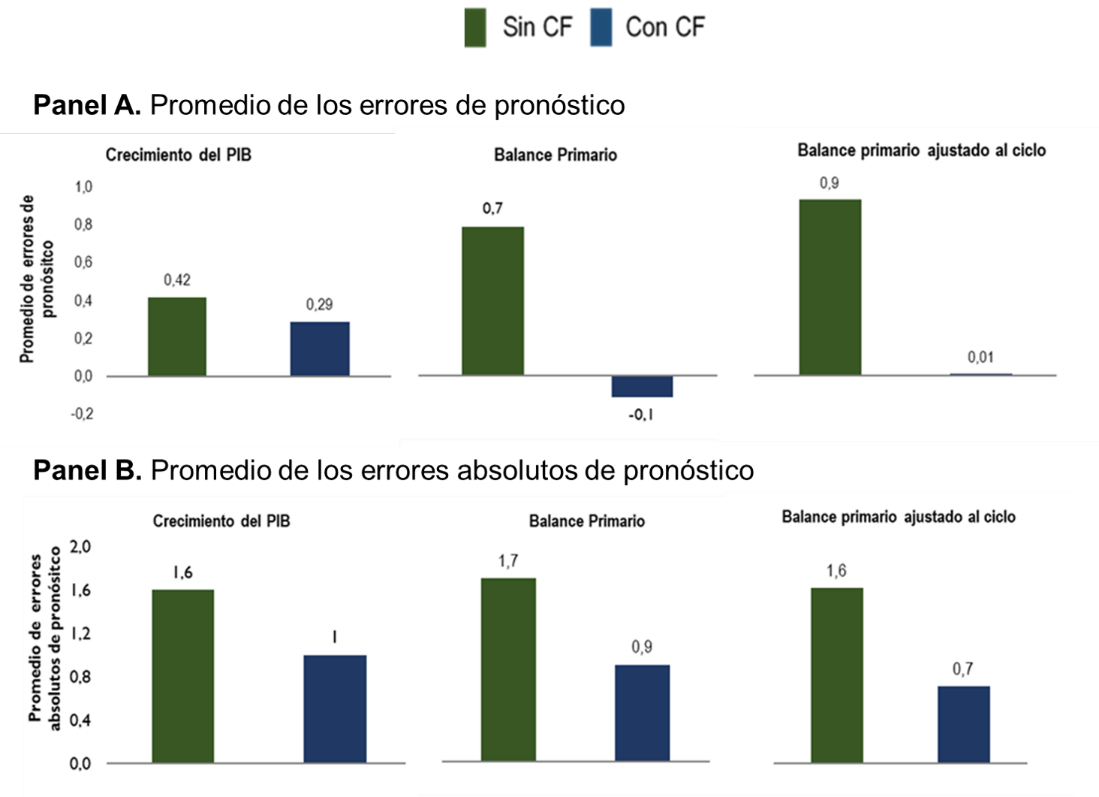 Sin CF Con CF
Panel A. Promedio de los errores de pronóstico
Crecimiento del PIB
Balance Primario
Balance primario ajustado al ciclo
Promedio de errores de
pronósitco
1,0
0,8
0,6
0,4
0,2
0,0
-0,2
0,42
0,29
0,7
-0,1
0,9
0,01
Panel B. Promedio de los errores absolutos de pronóstico
Crecimiento del PIB
Balance Primario
Balance primario ajustado al ciclo
Promedio de errores
absolutos de pronósitco
2,0
1,6
1,2
0,8
0,4
0,0
1,6
1
1,7
0,9
1,6
0,7